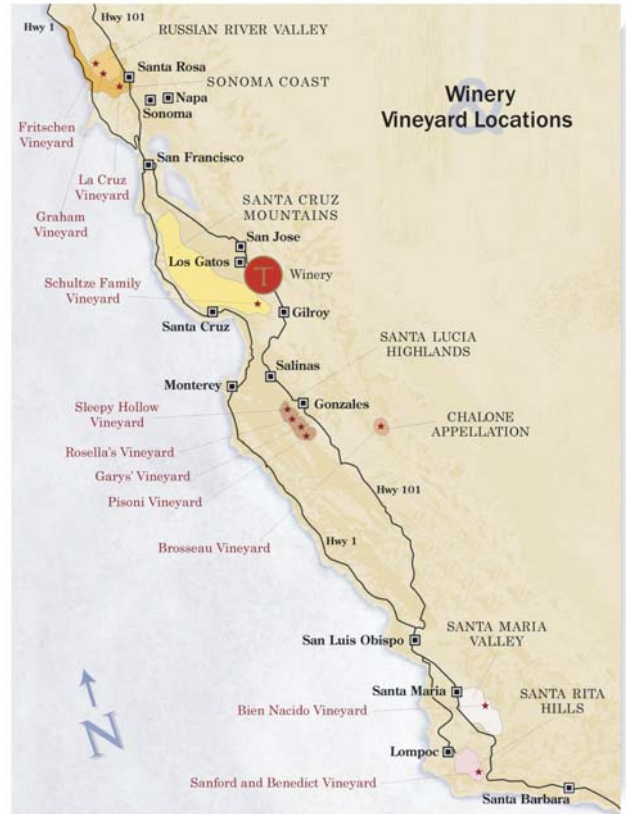 Hwy 1
Hwy 101
RUSSIAN RIVER VALLEY
Santa Rosa
SONOMA COAST
Napa
Sonoma
Winery
&
Vineyard Locations
Fritschen
Vineyard
San Francisco
La Cruz
Vineyard
Graham
Vineyard
SANTA CRUZ
MOUNTAINS
San Jose
Los Gatos
T
Winery
Schultze Family
Vineyard
Gilroy
Santa Cruz
SANTA LUCIA
HIGHLANDS
Salinas
Monterey
Gonzales
Sleepy Hollow
Vineyard
CHALONE
APPELLATION
Rosella's Vineyard
Garys' Vineyard
Pisoni Vineyard
Hwy 101
Brosseau Vineyard
Hwy 1
SANTA MARIA
VALLEY
San Luis Obispo
Santa Maria
SANTA RITA
HILLS
Bien Nacido Vineyard
N
Lompoc
Sanford and Benedict Vineyard
Santa Barbara